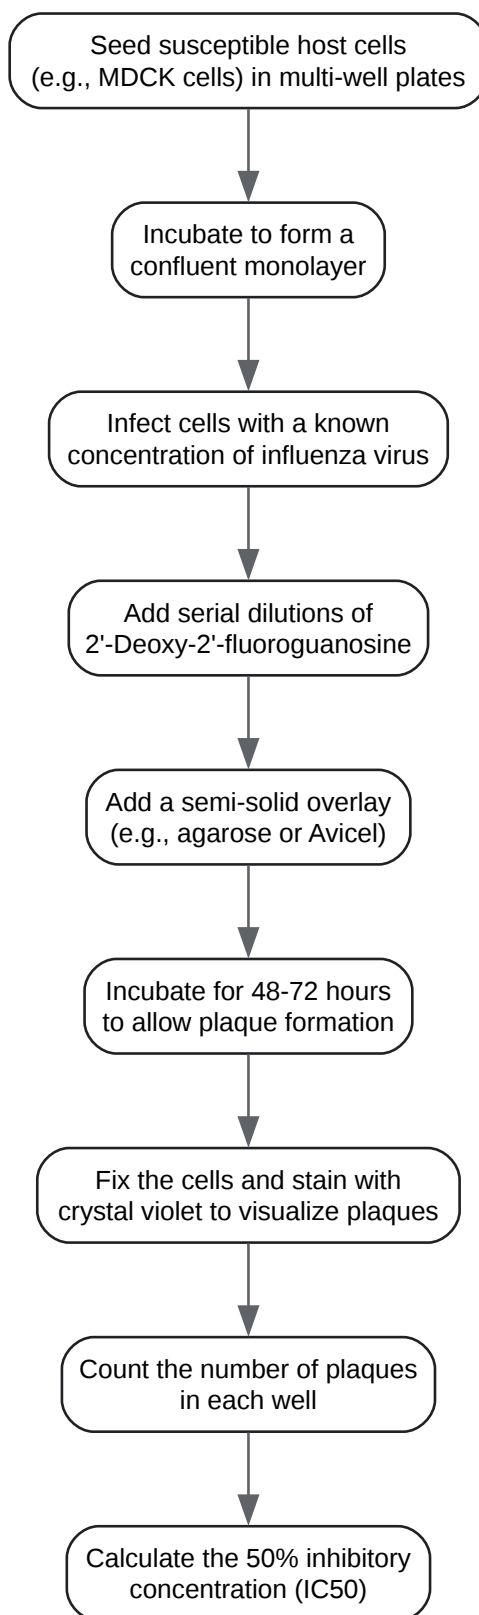 Seed susceptible host cells
(e.g., MDCK cells) in multi-well plates
Incubate to form a
confluent monolayer
Infect cells with a known
concentration of influenza virus
Add serial dilutions of
2'-Deoxy-2'-fluoroguanosine
Add a semi-solid overlay
(e.g., agarose or Avicel)
Incubate for 48-72 hours
to allow plaque formation
Fix the cells and stain with
crystal violet to visualize plaques
Count the number of plaques
in each well
Calculate the 50% inhibitory
concentration (IC50)